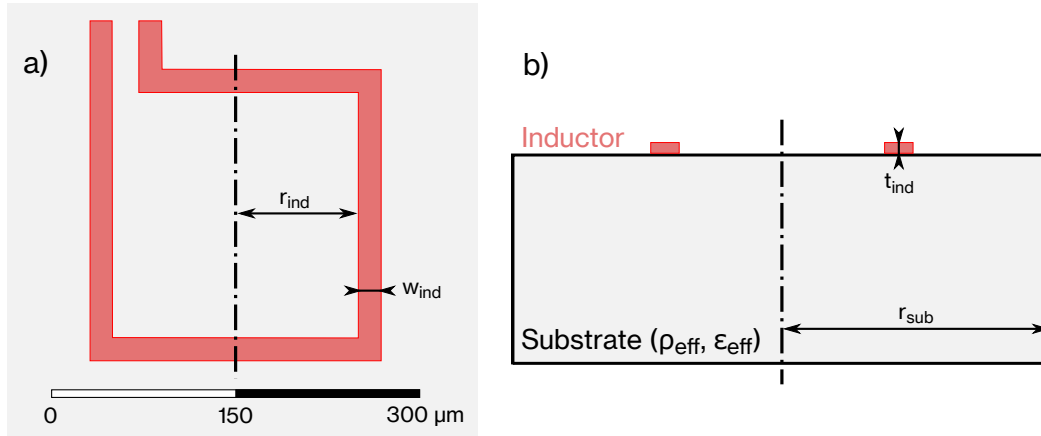 a)
r_ind
w_ind
0 150 300 μm
b)
Inductor
t_ind
r_sub
Substrate (ρ_eff, ε_eff)